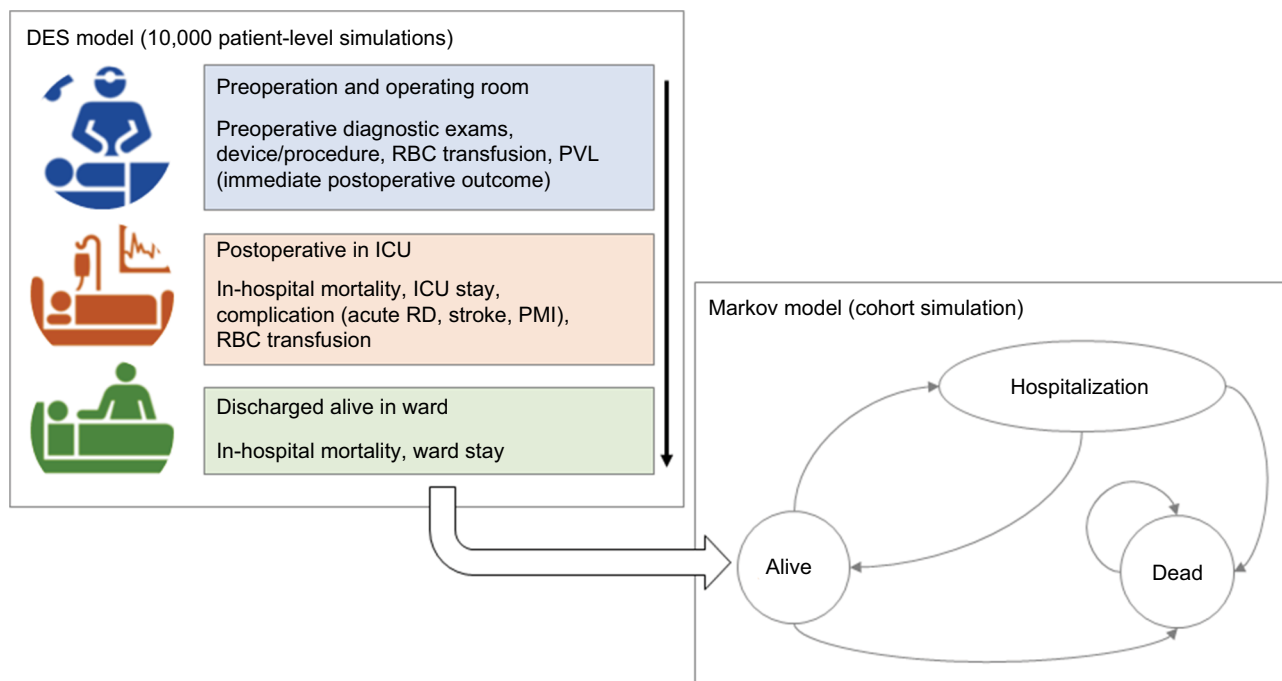 DES model (10,000 patient-level simulations)
Preoperation and operating room
Preoperative diagnostic exams,
device/procedure, RBC transfusion, PVL
(immediate postoperative outcome)
Postoperative in ICU
In-hospital mortality, ICU stay,
complication (acute RD, stroke, PMI),
RBC transfusion
Discharged alive in ward
In-hospital mortality, ward stay
Markov model (cohort simulation)
Hospitalization
Alive
Dead